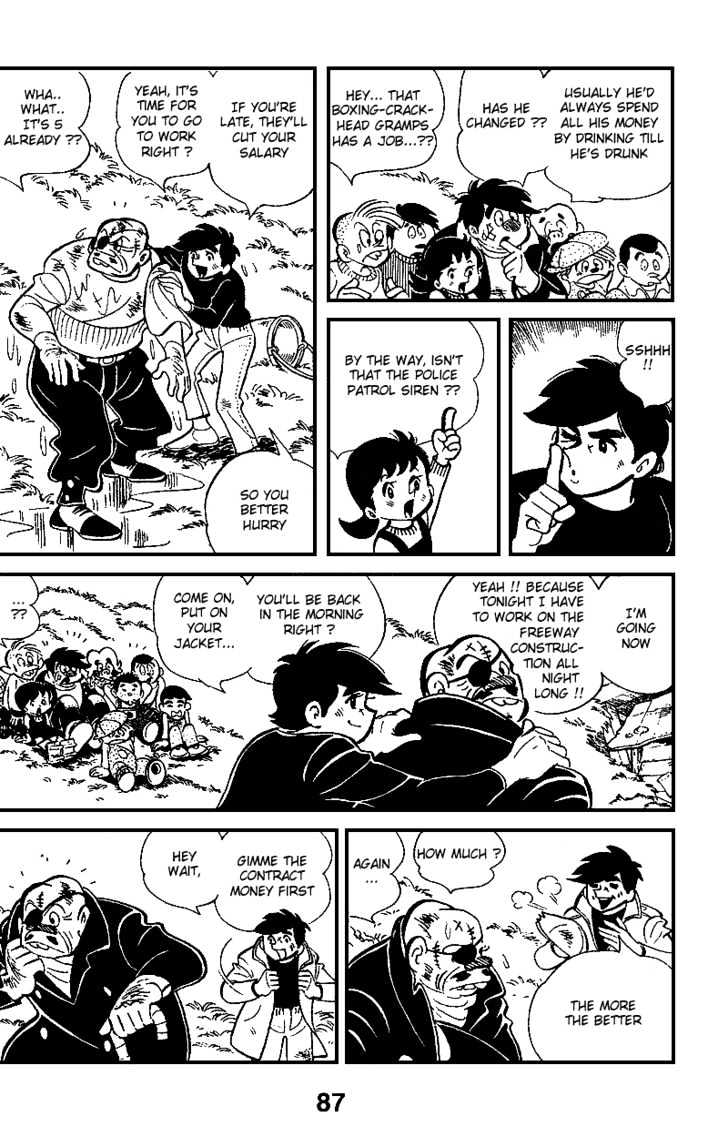 WHA..
WHAT..
IT'S 5
ALREADY ??
YEAH, IT'S
TIME FOR
YOU TO GO
TO WORK
RIGHT ?
IF YOU'RE
LATE, THEY'LL
CUT YOUR
SALARY
SO YOU
BETTER
HURRY
HEY... THAT
BOXING-CRACK-
HEAD GRAMPS
HAS A JOB...??
HAS HE
CHANGED ??
USUALLY HE'D
ALWAYS SPEND
ALL HIS MONEY
BY DRINKING TILL
HE'S DRUNK
BY THE WAY, ISN'T
THAT THE POLICE
PATROL SIREN ??
SSHHH
!!
...
??
COME ON,
PUT ON
YOUR
JACKET...
YOU'LL BE BACK
IN THE MORNING
RIGHT ?
YEAH !! BECAUSE
TONIGHT I HAVE
TO WORK ON THE
FREEWAY
CONSTRUC-
TION ALL
NIGHT
LONG !!
I'M
GOING
NOW
HEY
WAIT,
GIMME THE
CONTRACT
MONEY FIRST
AGAIN
...
HOW MUCH ?
THE MORE
THE BETTER
87